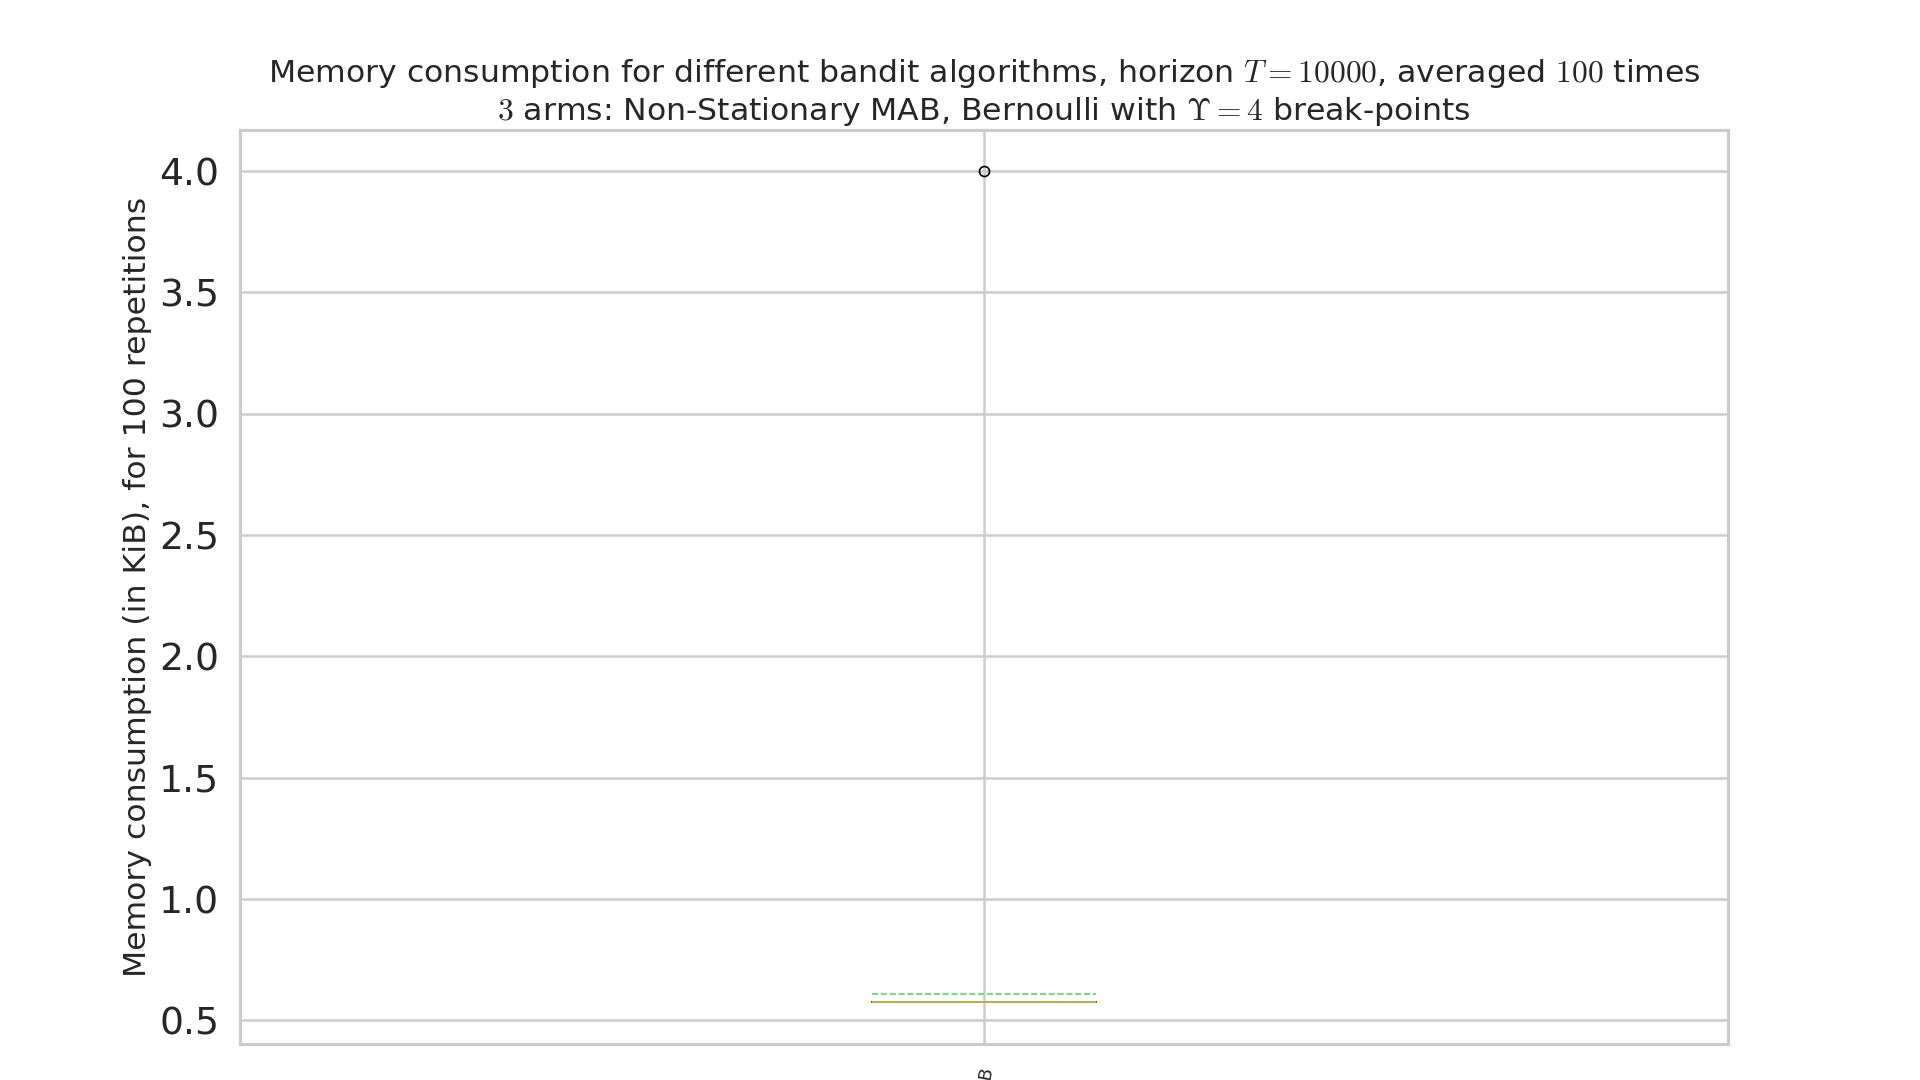 Memory consumption for different bandit algorithms, horizon T = 10000, averaged 100 times
3 arms: Non-Stationary MAB, Bernoulli with Υ = 4 break-points
Memory consumption (in KiB), for 100 repetitions
4.0
3.5
3.0
2.5
2.0
1.5
1.0
0.5
B